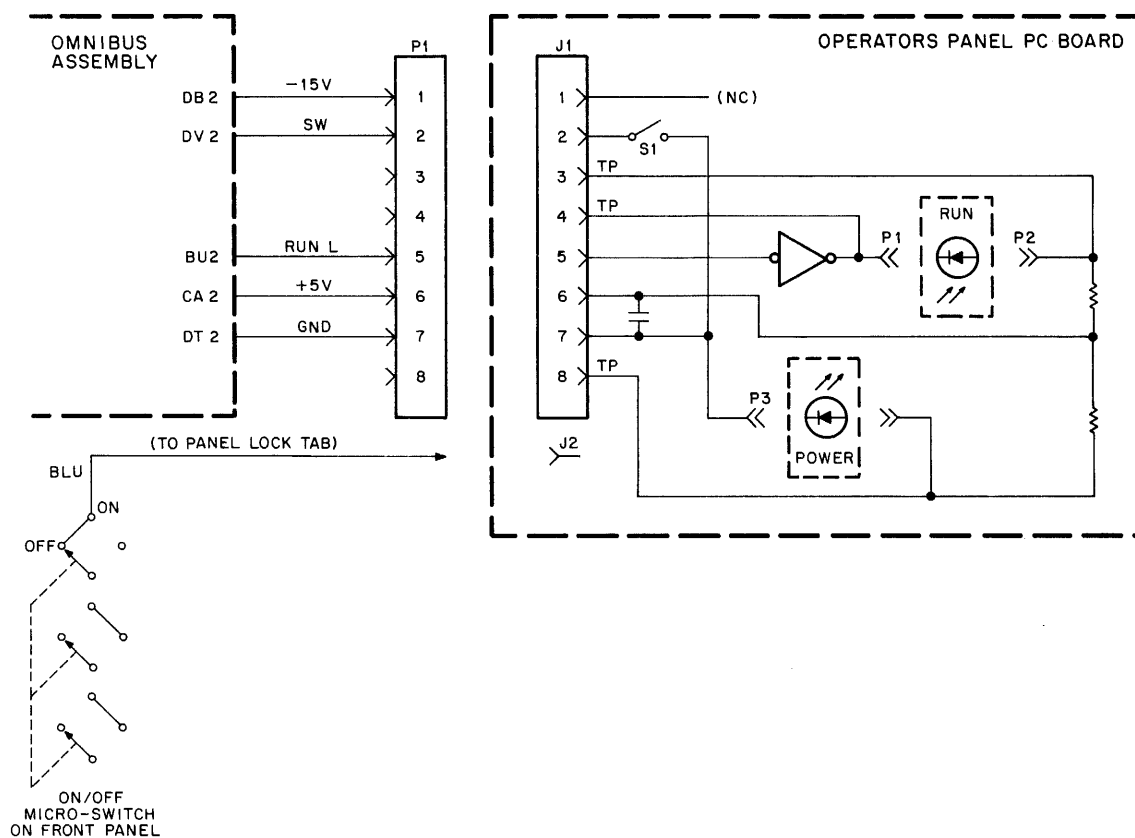 OMNIBUS
ASSEMBLY
P1
J1
OPERATORS PANEL PC BOARD
DB2 -15V 1
1 (NC)
DV2 SW 2
2 S1
3
3 TP
4
4 TP
RUN
P1
P2
BU2 RUN L 5
5
CA2 +5V 6
6
DT2 GND 7
7
8
8 TP
P3
POWER
(TO PANEL LOCK TAB)
J2
BLU
ON
OFF
ON/OFF
MICRO-SWITCH
ON FRONT PANEL